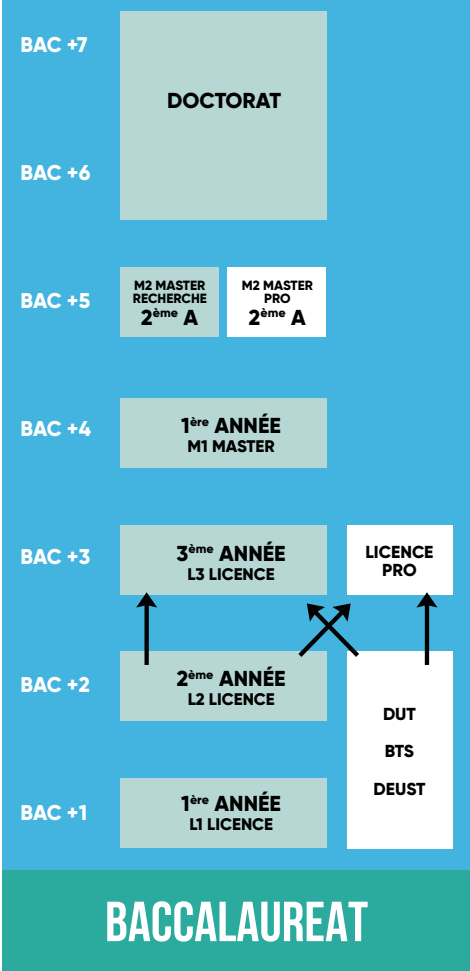 BAC +7
DOCTORAT
BAC +6
BAC +5
M2 MASTER
RECHERCHE
2ème A
M2 MASTER
PRO
2ème A
BAC +4
1ère ANNÉE
M1 MASTER
BAC +3
3ème ANNÉE
L3 LICENCE
LICENCE
PRO
BAC +2
2ème ANNÉE
L2 LICENCE
DUT
BTS
DEUST
BAC +1
1ère ANNÉE
L1 LICENCE
BACCALAUREAT